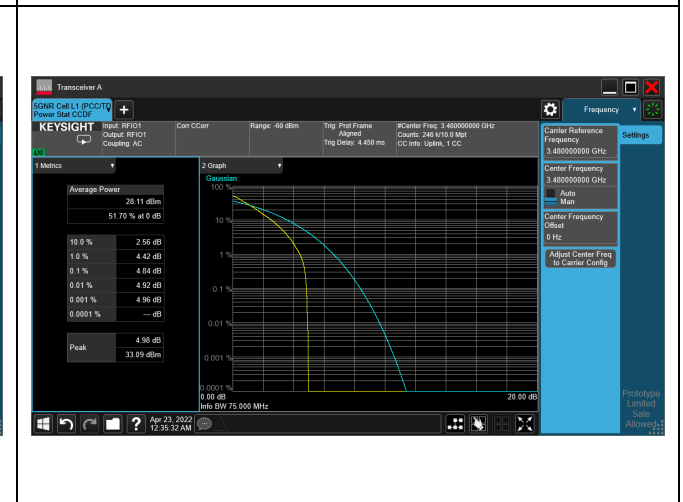 Transceiver A
5GNR Cell L1 (PCC/TD
Power Stat CCDF
+
Frequency
KEYSIGHT
LW
Input: RFIO1
Output: RFIO1
Coupling: AC
Corr CCorr
Range: -60 dBm
Trig: Prot Frame
Aligned
Trig Delay: 4.450 ms
#Center Freq: 3.480000000 GHz
Counts: 246 k/10.0 Mpt
CC Info: Uplink, 1 CC
1 Metrics
Average Power
28.11 dBm
51.70 % at 0 dB
10.0 % 2.56 dB
1.0 % 4.42 dB
0.1 % 4.84 dB
0.01 % 4.92 dB
0.001 % 4.96 dB
0.0001 % --- dB
Peak
4.98 dB
33.09 dBm
2 Graph
Gaussian
100 %
10 %
1 %
0.1 %
0.01 %
0.001 %
0.0001 %
0.00 dB 20.00 dB
Info BW 75.000 MHz
Carrier Reference
Frequency
3.480000000 GHz
Center Frequency
3.480000000 GHz
Auto
Man
Center Frequency
Offset
0 Hz
Adjust Center Freq
to Carrier Config
Settings
Prototype
Limited
Sale
Allowed
?
Apr 23, 2022
12:35:32 AM